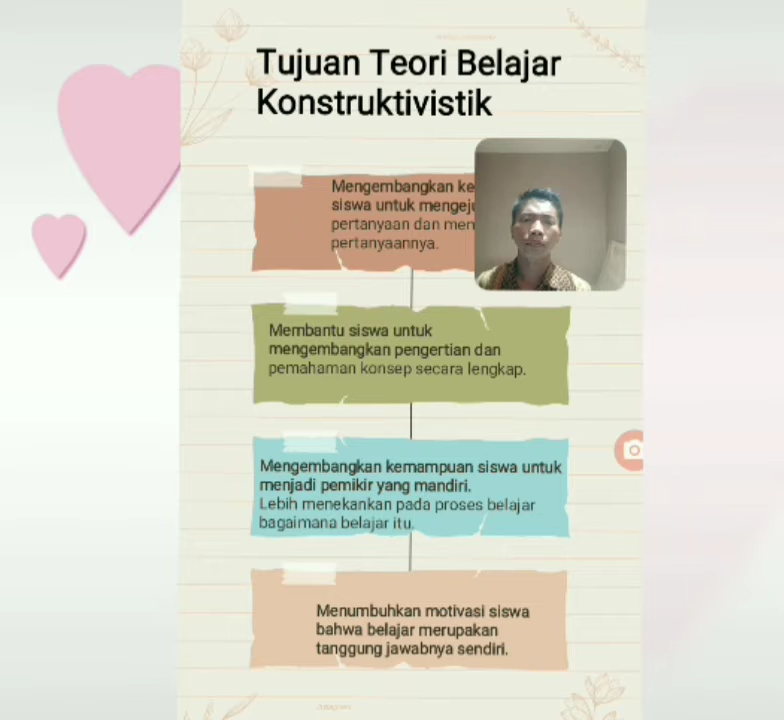 Tujuan Teori Belajar
Konstruktivistik
Mengembangkan ke
siswa untuk mengeju
pertanyaan dan men
pertanyaannya.
Membantu siswa untuk
mengembangkan pengertian dan
pemahaman konsep secara lengkap.
Mengembangkan kemampuan siswa untuk
menjadi pemikir yang mandiri.
Lebih menekankan pada proses belajar
bagaimana belajar itu.
Menumbuhkan motivasi siswa
bahwa belajar merupakan
tanggung jawabnya sendiri.